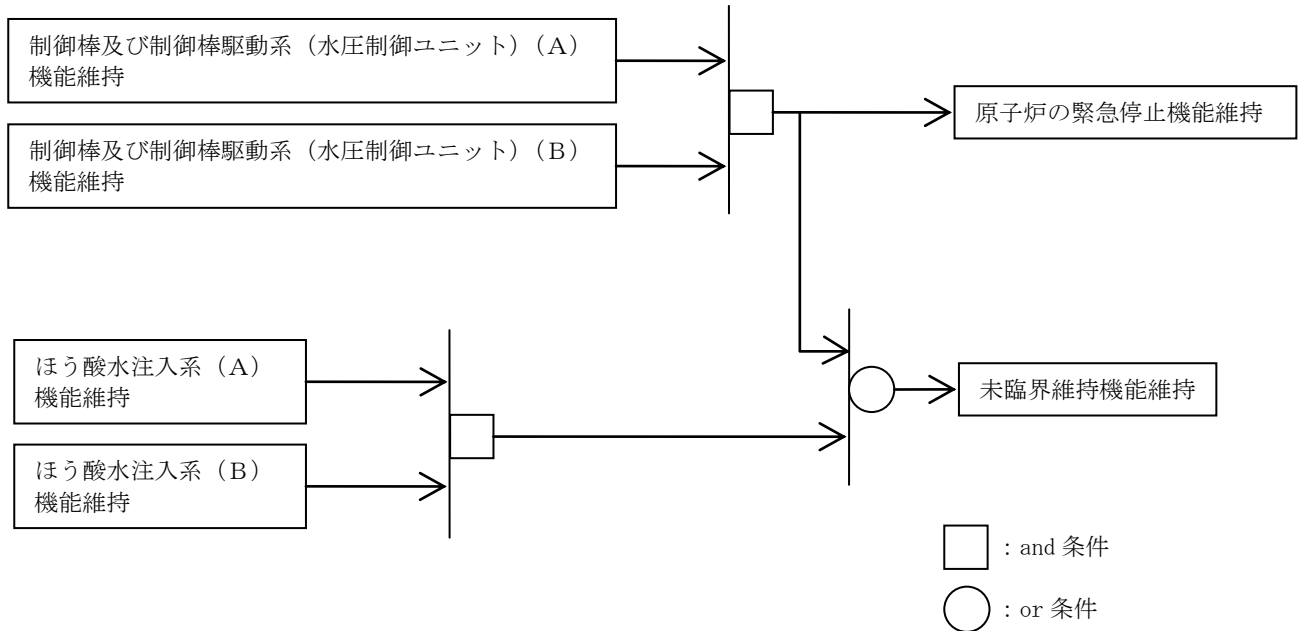 制御棒及び制御棒駆動系（水圧制御ユニット）（Ａ）
機能維持
制御棒及び制御棒駆動系（水圧制御ユニット）（Ｂ）
機能維持
原子炉の緊急停止機能維持
ほう酸水注入系（Ａ）
機能維持
ほう酸水注入系（Ｂ）
機能維持
未臨界維持機能維持
：and 条件
：or 条件